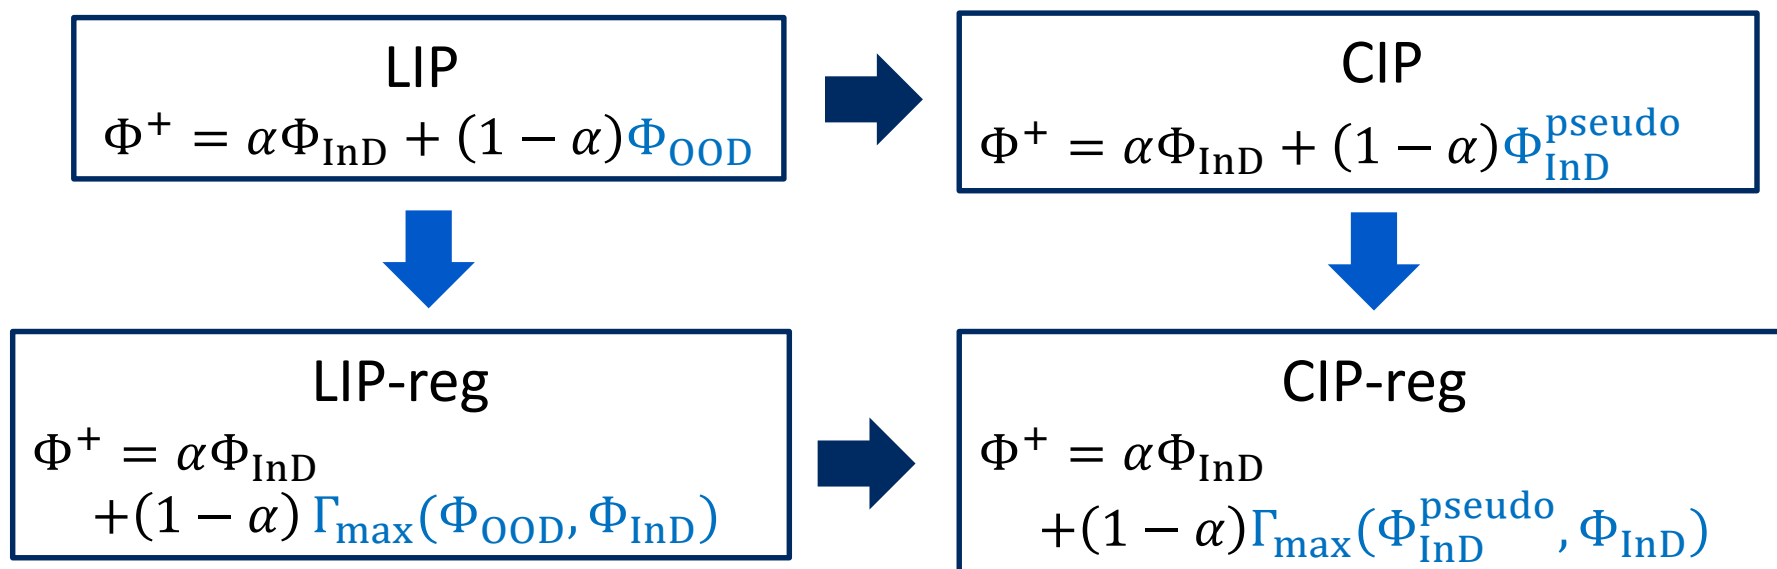 LIP
Φ⁺ = αΦ_InD + (1 − α)Φ_OOD
CIP
Φ⁺ = αΦ_InD + (1 − α)Φ_InD^pseudo
LIP-reg
Φ⁺ = αΦ_InD
+(1 − α) Γ_max(Φ_OOD, Φ_InD)
CIP-reg
Φ⁺ = αΦ_InD
+(1 − α)Γ_max(Φ_InD^pseudo, Φ_InD)